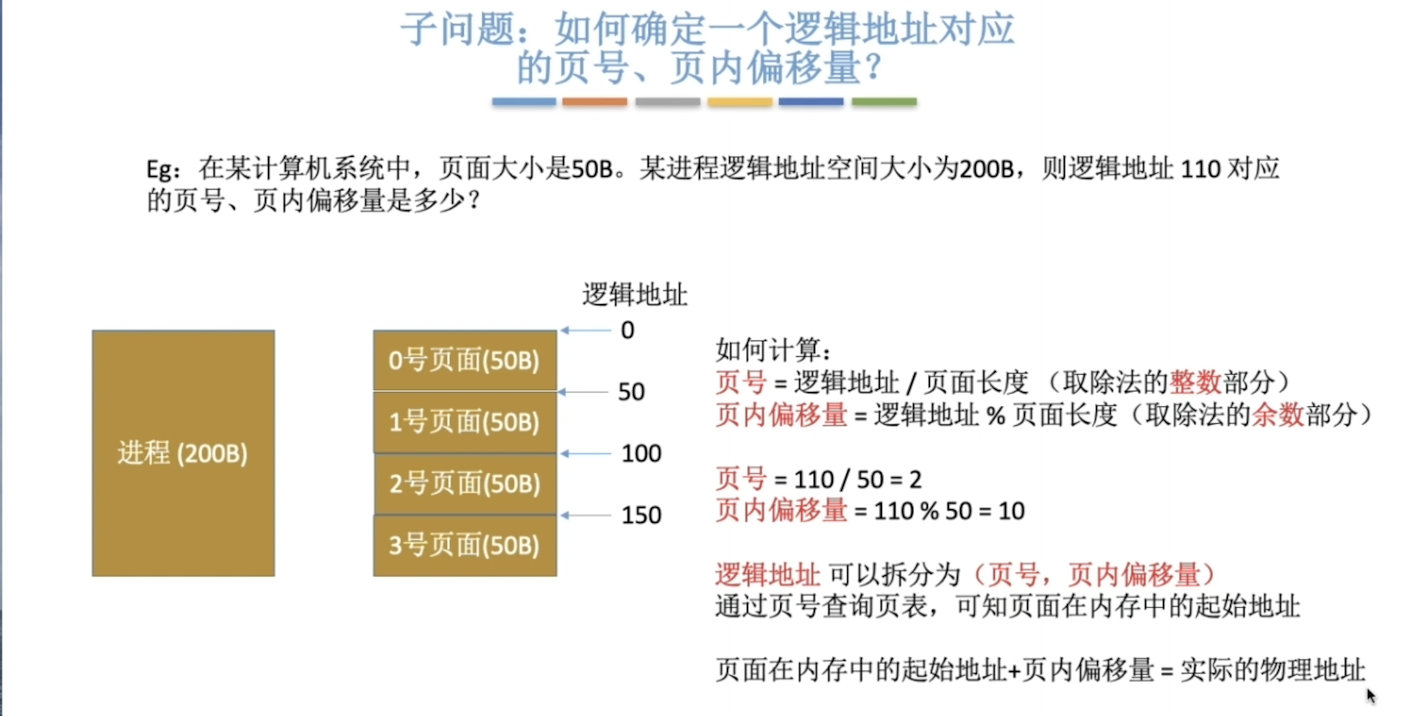 子问题：如何确定一个逻辑地址对应
的页号、页内偏移量？
Eg：在某计算机系统中，页面大小是50B。某进程逻辑地址空间大小为200B，则逻辑地址 110 对应
的页号、页内偏移量是多少？
逻辑地址
进程 (200B)
0号页面(50B)
1号页面(50B)
2号页面(50B)
3号页面(50B)
0
50
100
150
如何计算：
页号 = 逻辑地址 / 页面长度 （取除法的整数部分）
页内偏移量 = 逻辑地址 % 页面长度（取除法的余数部分）
页号 = 110 / 50 = 2
页内偏移量 = 110 % 50 = 10
逻辑地址 可以拆分为（页号，页内偏移量）
通过页号查询页表，可知页面在内存中的起始地址
页面在内存中的起始地址+页内偏移量 = 实际的物理地址